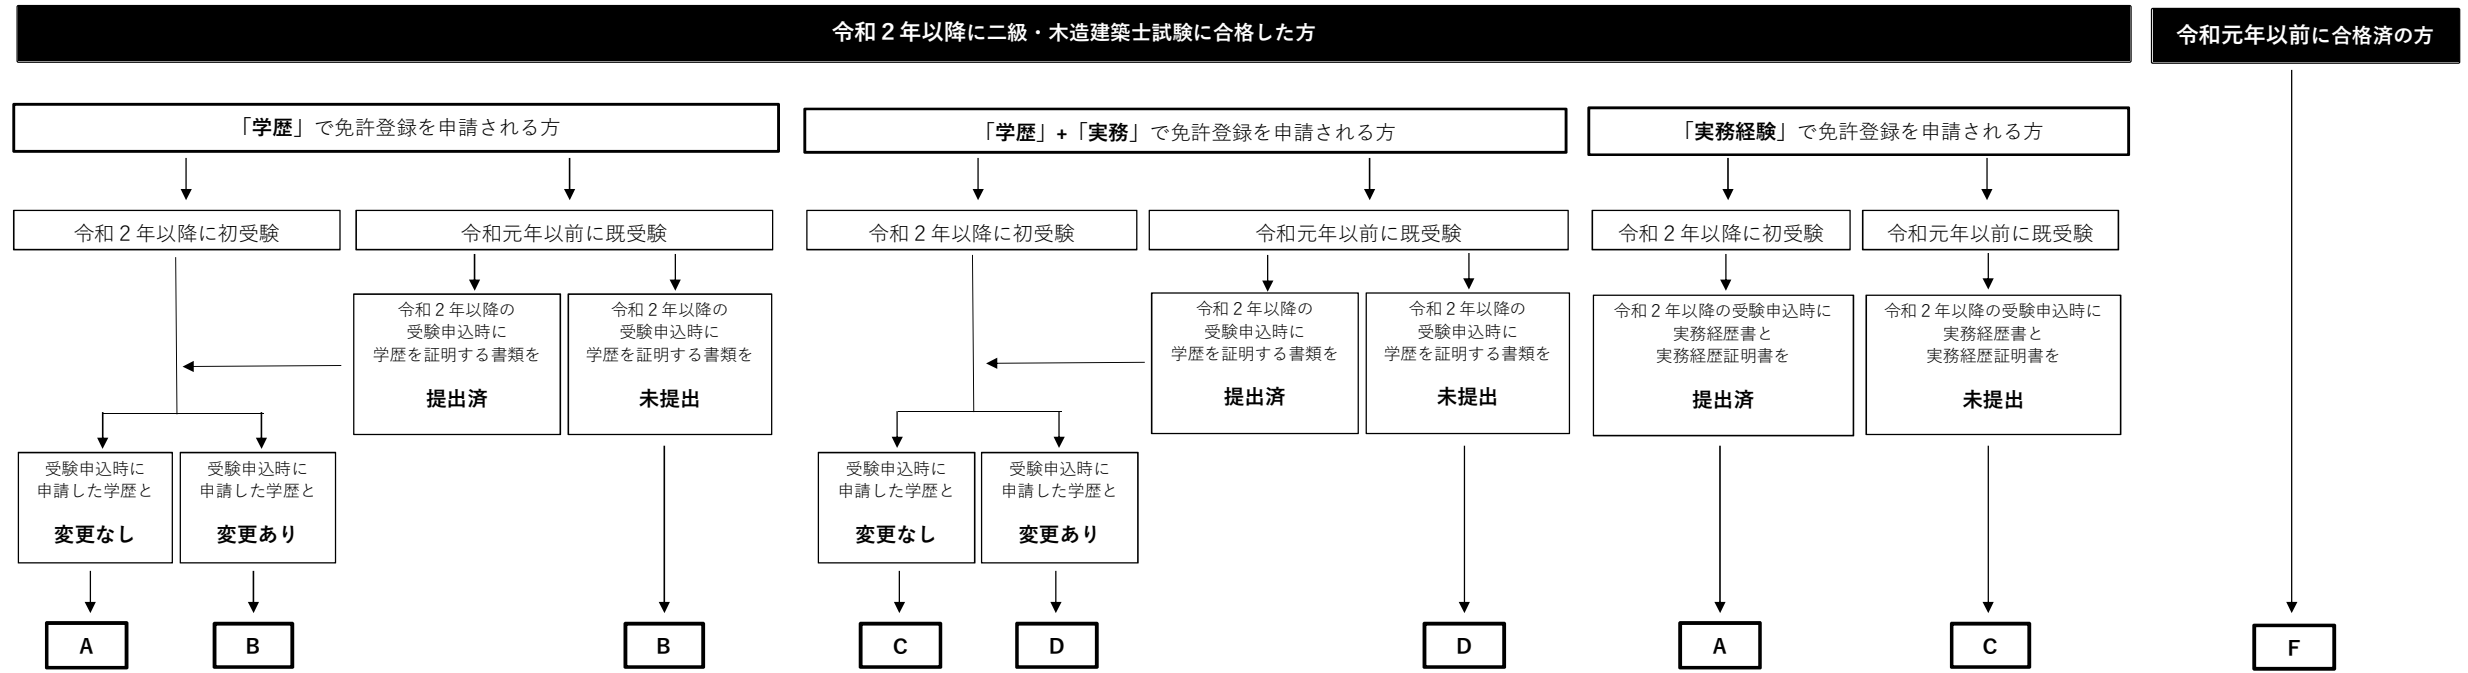 令和２年以降に二級・木造建築士試験に合格した方
令和元年以前に合格済の方
「学歴」で免許登録を申請される方
「学歴」+「実務」で免許登録を申請される方
「実務経験」で免許登録を申請される方
令和２年以降に初受験
令和元年以前に既受験
令和２年以降に初受験
令和元年以前に既受験
令和２年以降に初受験
令和元年以前に既受験
令和２年以降の
受験申込時に
学歴を証明する書類を
提出済
令和２年以降の
受験申込時に
学歴を証明する書類を
未提出
令和２年以降の
受験申込時に
学歴を証明する書類を
提出済
令和２年以降の
受験申込時に
学歴を証明する書類を
未提出
令和２年以降の受験申込時に
実務経歴書と
実務経歴証明書を
提出済
令和２年以降の受験申込時に
実務経歴書と
実務経歴証明書を
未提出
受験申込時に
申請した学歴と
変更なし
受験申込時に
申請した学歴と
変更あり
受験申込時に
申請した学歴と
変更なし
受験申込時に
申請した学歴と
変更あり
A
B
B
C
D
D
A
C
F